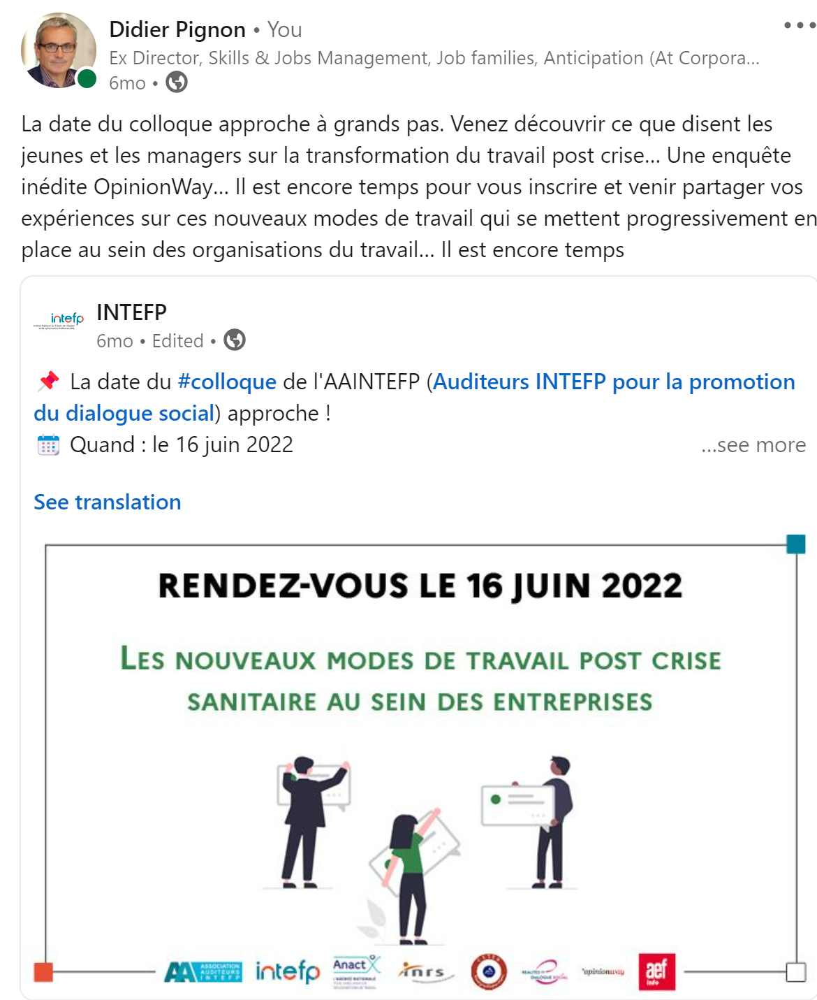 Didier Pignon • You
Ex Director, Skills & Jobs Management, Job families, Anticipation (At Corpora...
6mo •
La date du colloque approche à grands pas. Venez découvrir ce que disent les
jeunes et les managers sur la transformation du travail post crise... Une enquête
inédite OpinionWay... Il est encore temps pour vous inscrire et venir partager vos
expériences sur ces nouveaux modes de travail qui se mettent progressivement en
place au sein des organisations du travail... Il est encore temps
intefp
INTEFP
6mo • Edited •
La date du #colloque de l'AAINTEFP (Auditeurs INTEFP pour la promotion
du dialogue social) approche !
Quand : le 16 juin 2022
...see more
See translation
RENDEZ-VOUS LE 16 JUIN 2022
LES NOUVEAUX MODES DE TRAVAIL POST CRISE
SANITAIRE AU SEIN DES ENTREPRISES
AA ASSOCIATION
AUDITEURS
INTEFP
intefp
Anact
inrs
DIALOGUE SOCIAL
opinionway
aef
info